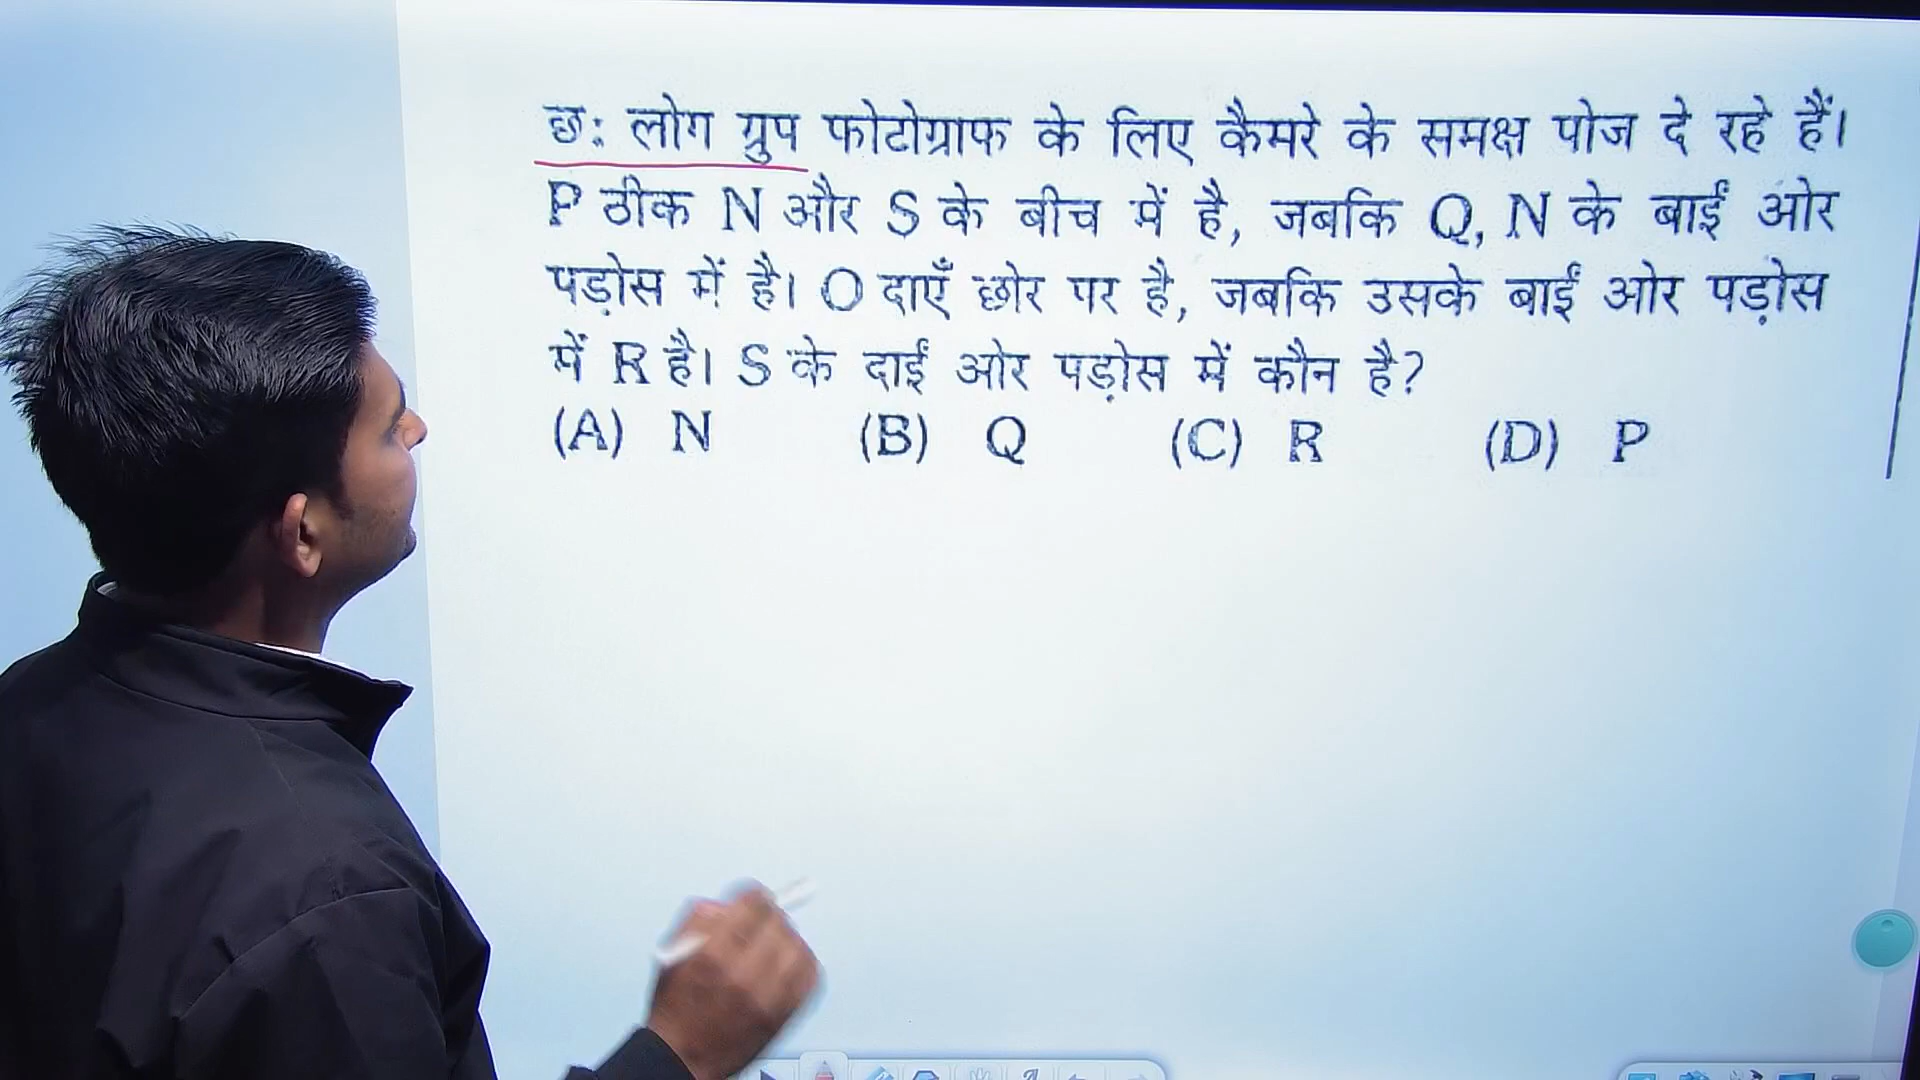 छः लोग ग्रुप फोटोग्राफ के लिए कैमरे के समक्ष पोज दे रहे हैं।
P ठीक N और S के बीच में है, जबकि Q, N के बाईं ओर
पड़ोस में है। O दाएँ छोर पर है, जबकि उसके बाईं ओर पड़ोस
में R है। S के दाईं ओर पड़ोस में कौन है?
(A) N (B) Q (C) R (D) P